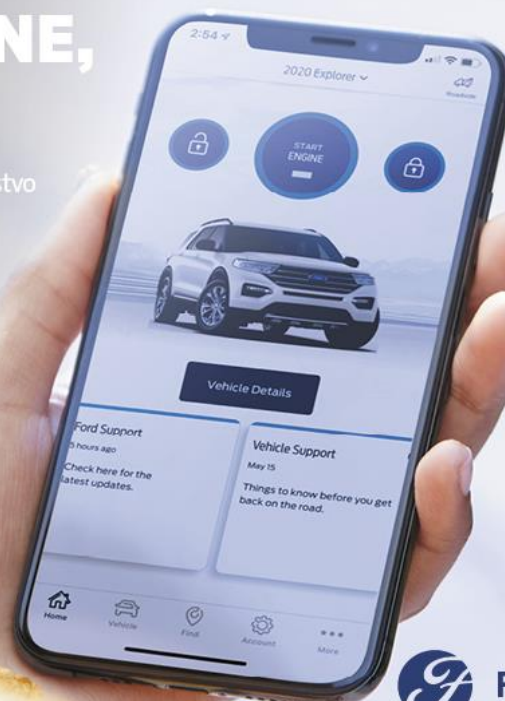 NE,
tvo
2:54
2020 Explorer
Roadside
START
ENGINE
Vehicle Details
Ford Support
5 hours ago
Check here for the
latest updates.
Vehicle Support
May 15
Things to know before you get
back on the road.
Home
Vehicle
Find
Account
More
F